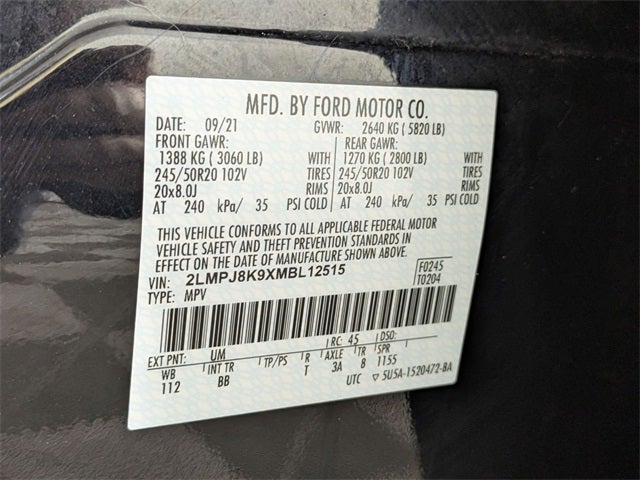 MFD. BY FORD MOTOR CO.
DATE: 09/21 GVWR: 2640 KG ( 5820 LB)
FRONT GAWR: REAR GAWR:
1388 KG ( 3060 LB) WITH 1270 KG ( 2800 LB) WITH
245/50R20 102V TIRES 245/50R20 102V TIRES
20x8.0J RIMS 20x8.0J RIMS
AT 240 kPa/ 35 PSI COLD AT 240 kPa/ 35 PSI COLD
THIS VEHICLE CONFORMS TO ALL APPLICABLE FEDERAL MOTOR
VEHICLE SAFETY AND THEFT PREVENTION STANDARDS IN
EFFECT ON THE DATE OF MANUFACTURE SHOWN ABOVE.
VIN: 2LMPJ8K9XMBL12515 F0245
TYPE: MPV T0204
RC: 45 DSO:
EXT PNT: UM
WB INT TR TP/PS R AXLE TR SPR
112 BB T 3A 8 1155
UTC ▽ 5U5A-1520472-BA